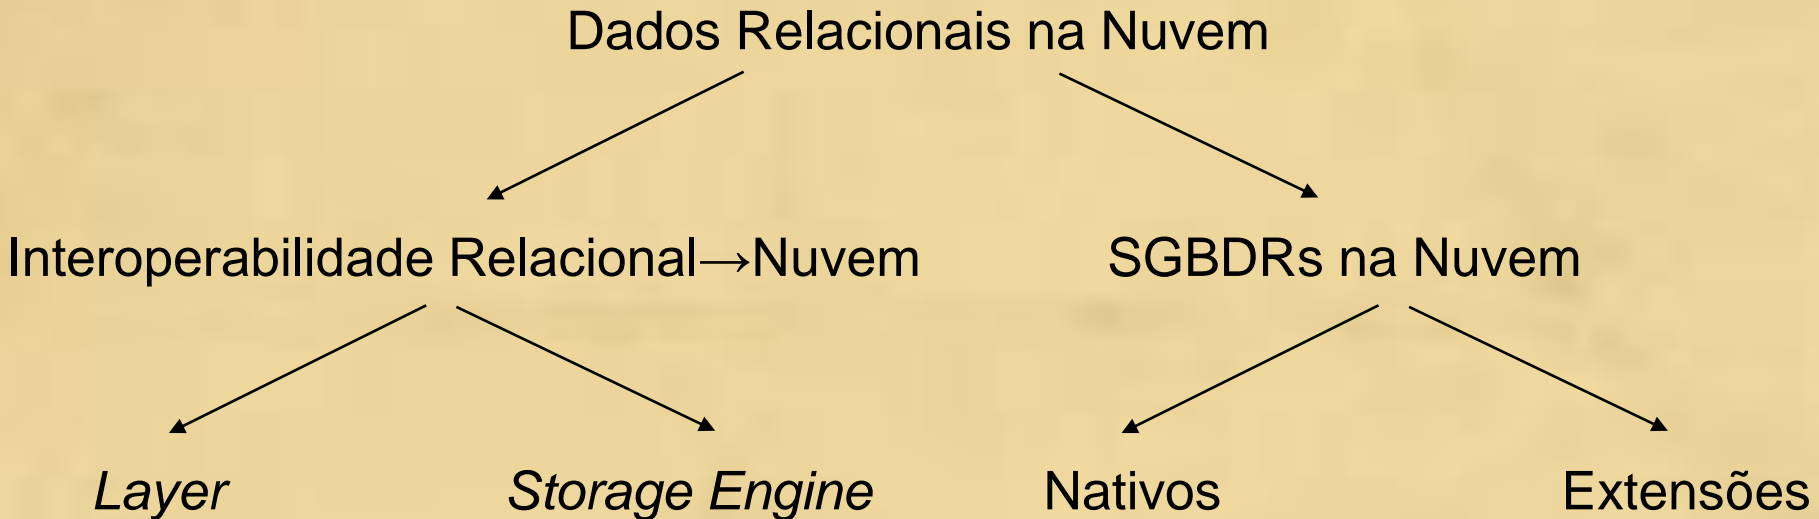 Dados Relacionais na Nuvem
Interoperabilidade Relacional→Nuvem
SGBDRs na Nuvem
Layer
Storage Engine
Nativos
Extensões